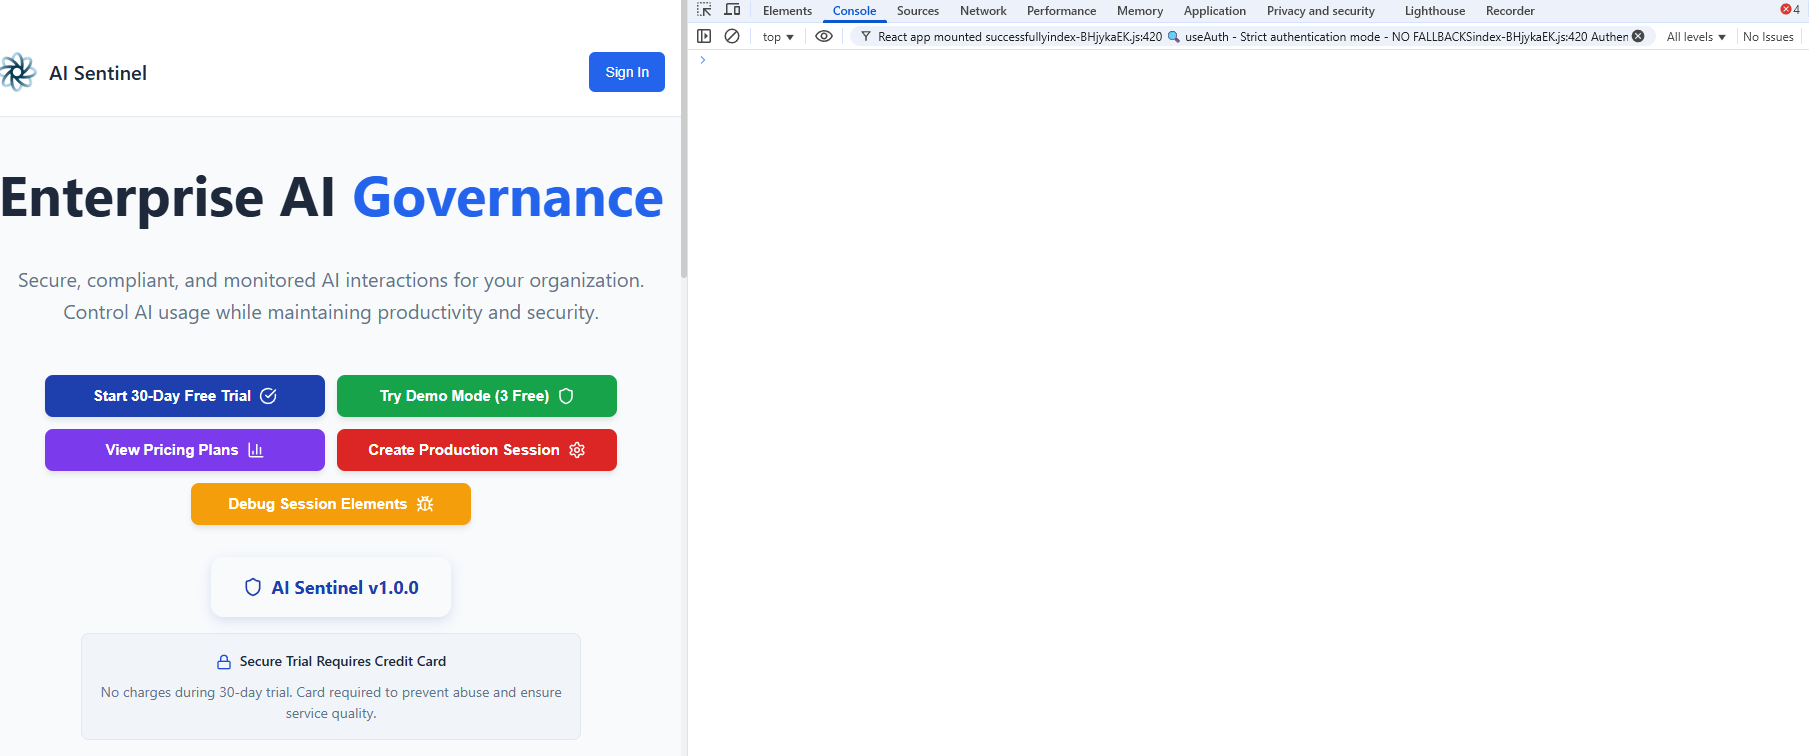 AI Sentinel
Sign In
Enterprise AI Governance
Secure, compliant, and monitored AI interactions for your organization.
Control AI usage while maintaining productivity and security.
Start 30-Day Free Trial
Try Demo Mode (3 Free)
View Pricing Plans
Create Production Session
Debug Session Elements
AI Sentinel v1.0.0
Secure Trial Requires Credit Card
No charges during 30-day trial. Card required to prevent abuse and ensure
service quality.
Elements Console Sources Network Performance Memory Application Privacy and security Lighthouse Recorder 4
top React app mounted successfullyindex-BHjykaEK.js:420 🔍 useAuth - Strict authentication mode - NO FALLBACKSindex-BHjykaEK.js:420 Authen All levels No Issues